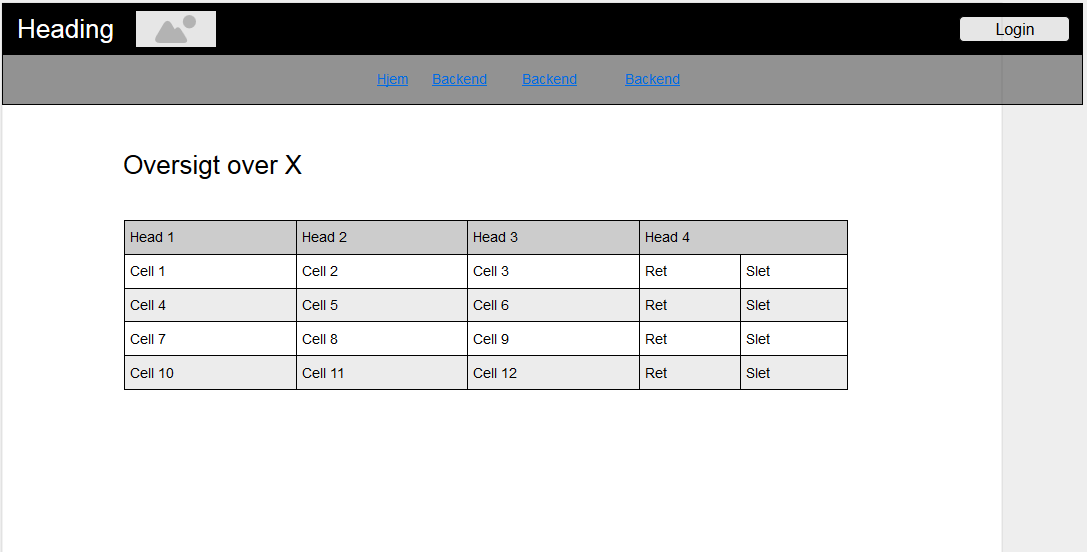 Heading Login
Hjem Backend Backend Backend
Oversigt over X
Head 1 Head 2 Head 3 Head 4
Cell 1 Cell 2 Cell 3 Ret Slet
Cell 4 Cell 5 Cell 6 Ret Slet
Cell 7 Cell 8 Cell 9 Ret Slet
Cell 10 Cell 11 Cell 12 Ret Slet